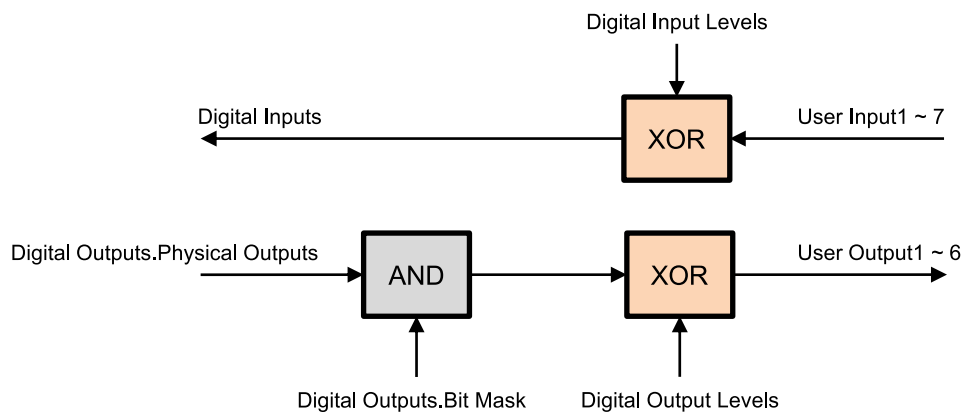 Digital Input Levels
Digital Inputs
XOR
User Input1 ~ 7
Digital Outputs.Physical Outputs
AND
XOR
User Output1 ~ 6
Digital Outputs.Bit Mask
Digital Output Levels